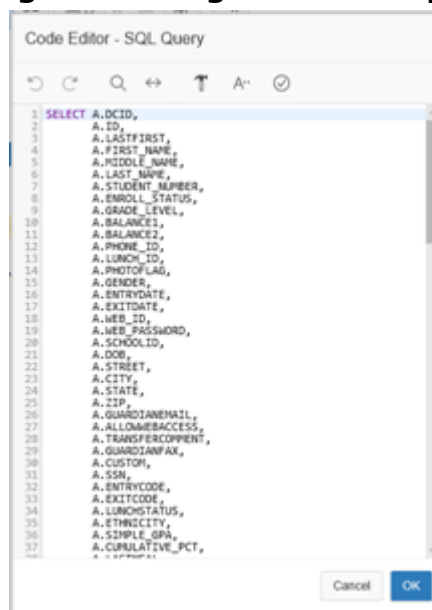 Code Editor - SQL Query
A··
1 SELECT A.DCID,
2 A.ID,
3 A.LASTFIRST,
4 A.FIRST_NAME,
5 A.MIDDLE_NAME,
6 A.LAST_NAME,
7 A.STUDENT_NUMBER,
8 A.ENROLL_STATUS,
9 A.GRADE_LEVEL,
10 A.BALANCE1,
11 A.BALANCE2,
12 A.PHONE_ID,
13 A.LUNCH_ID,
14 A.PHOTOFLAG,
15 A.GENDER,
16 A.ENTRYDATE,
17 A.EXITDATE,
18 A.WEB_ID,
19 A.WEB_PASSWORD,
20 A.SCHOOLID,
21 A.DOB,
22 A.STREET,
23 A.CITY,
24 A.STATE,
25 A.ZIP,
26 A.GUARDIANEMAIL,
27 A.ALLOWWEBACCESS,
28 A.TRANSFERCOMMENT,
29 A.GUARDIANFAX,
30 A.CUSTOM,
31 A.SSN,
32 A.ENTRYCODE,
33 A.EXITCODE,
34 A.LUNCHSTATUS,
35 A.ETHNICITY,
36 A.SIMPLE_GPA,
37 A.CUMULATIVE_PCT,
Cancel OK